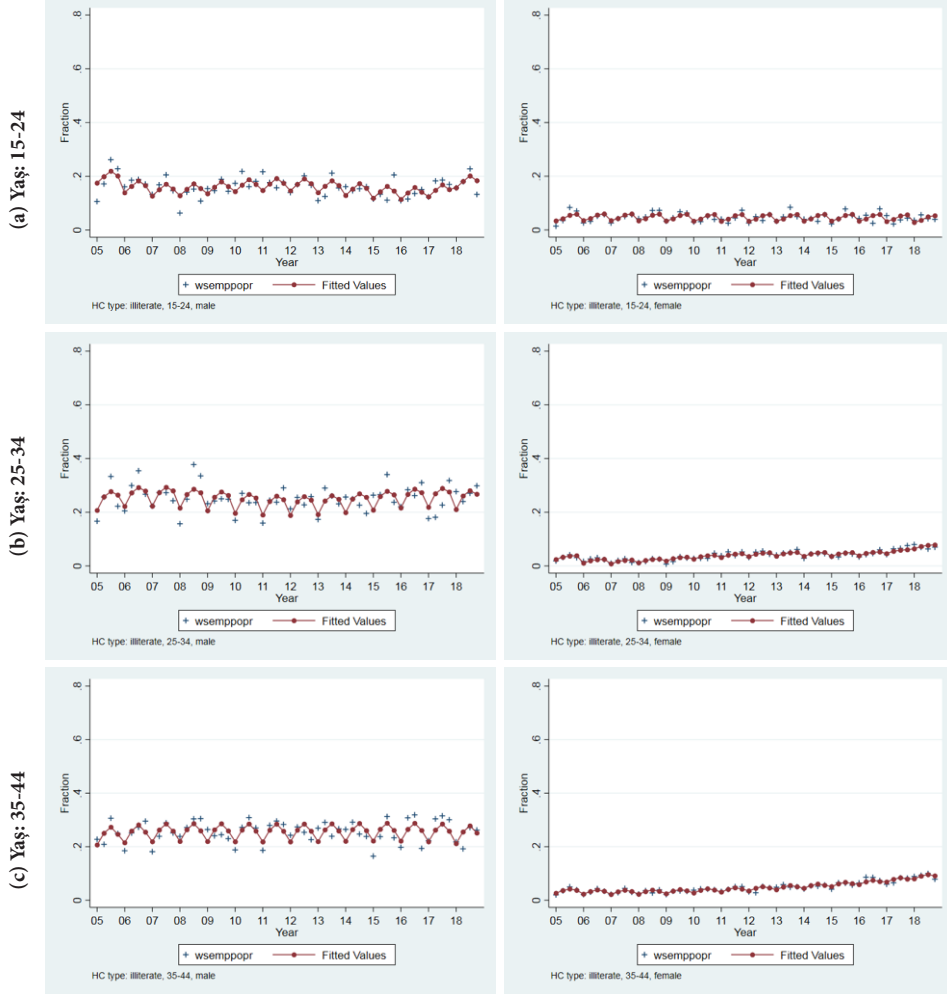 (a) Yaş: 15-24
Fraction
.8
.6
.4
.2
0
05 06 07 08 09 10 11 12 13 14 15 16 17 18
Year
wsemppopr Fitted Values
HC type: illiterate, 15-24, male
Fraction
.8
.6
.4
.2
0
05 06 07 08 09 10 11 12 13 14 15 16 17 18
Year
wsemppopr Fitted Values
HC type: illiterate, 15-24, female
(b) Yaş: 25-34
Fraction
.8
.6
.4
.2
0
05 06 07 08 09 10 11 12 13 14 15 16 17 18
Year
wsemppopr Fitted Values
HC type: illiterate, 25-34, male
Fraction
.8
.6
.4
.2
0
05 06 07 08 09 10 11 12 13 14 15 16 17 18
Year
wsemppopr Fitted Values
HC type: illiterate, 25-34, female
(c) Yaş: 35-44
Fraction
.8
.6
.4
.2
0
05 06 07 08 09 10 11 12 13 14 15 16 17 18
Year
wsemppopr Fitted Values
HC type: illiterate, 35-44, male
Fraction
.8
.6
.4
.2
0
05 06 07 08 09 10 11 12 13 14 15 16 17 18
Year
wsemppopr Fitted Values
HC type: illiterate, 35-44, female